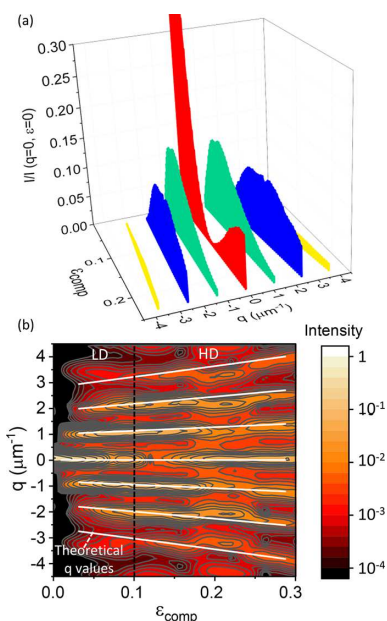 (a)
I/I (q=0, ε=0)
0.30
0.25
0.20
0.15
0.10
0.05
0.00
0.1
0.2
εcomp
-4 -3 -2 -1 0 1 2 3 4
q (μm⁻¹)
(b)
Intensity
LD HD
q (μm⁻¹)
4
3
2
1
0
-1
-2
-3
-4
Theoretical
q values
0.0 0.1 0.2 0.3
εcomp
1
10⁻¹
10⁻²
10⁻³
10⁻⁴